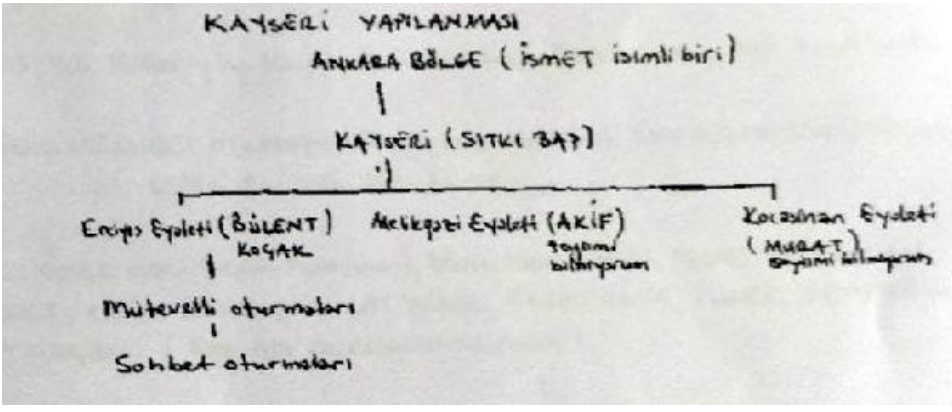 KAYSERİ YAPILANMASI
ANKARA BÖLGE (İSMET isimli biri)
KAYSERİ (SITKI BAŞ)
Erciyes Eyaleti (BÜLENT) Melikgazi Eyaleti (AKİF) Kocasinan Eyaleti
KOÇAK soyismi (MURAT) soyismi bilmiyorum
bilmiyorum
Mütevelli oturmaları
Sohbet oturmaları